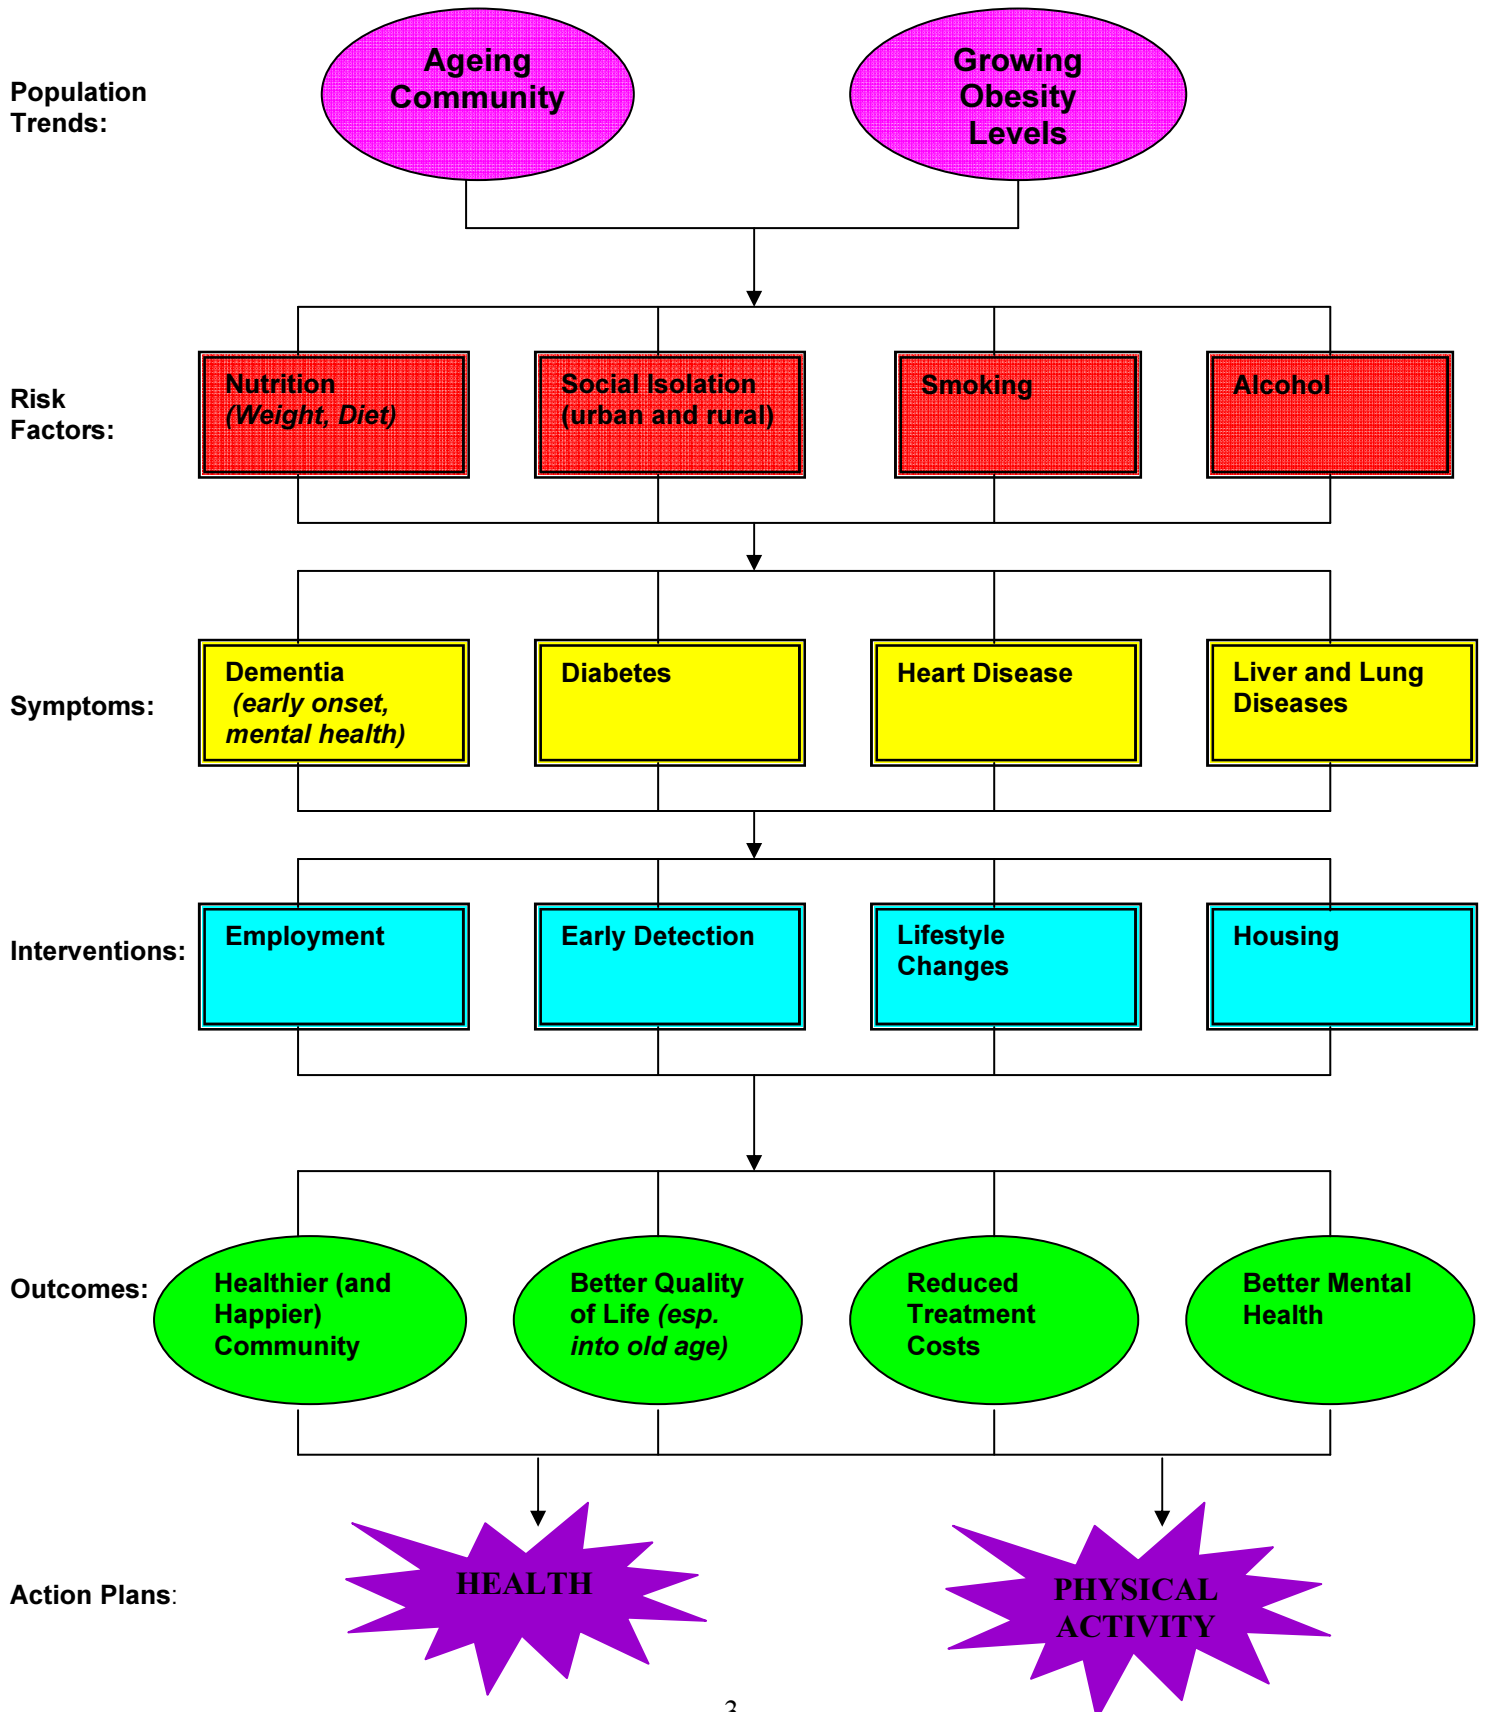 Population
Trends:
Ageing
Community
Growing
Obesity
Levels
Risk
Factors:
Nutrition
(Weight, Diet)
Social Isolation
(urban and rural)
Smoking
Alcohol
Symptoms:
Dementia
(early onset,
mental health)
Diabetes
Heart Disease
Liver and Lung
Diseases
Interventions:
Employment
Early Detection
Lifestyle
Changes
Housing
Outcomes:
Healthier (and
Happier)
Community
Better Quality
of Life (esp.
into old age)
Reduced
Treatment
Costs
Better Mental
Health
Action Plans:
HEALTH
PHYSICAL
ACTIVITY
3